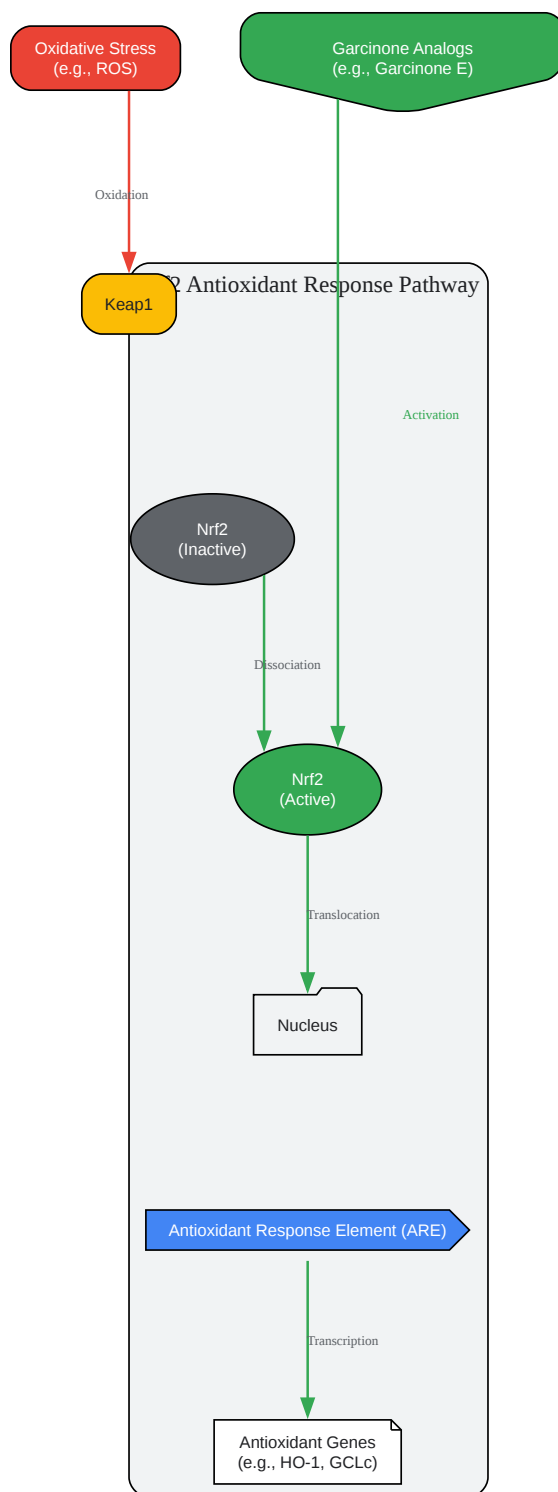 Oxidative Stress
(e.g., ROS)
Garcinone Analogs
(e.g., Garcinone E)
Oxidation
Antioxidant Response Pathway
Keap1
Activation
Nrf2
(Inactive)
Dissociation
Nrf2
(Active)
Translocation
Nucleus
Antioxidant Response Element (ARE)
Transcription
Antioxidant Genes
(e.g., HO-1, GCLc)